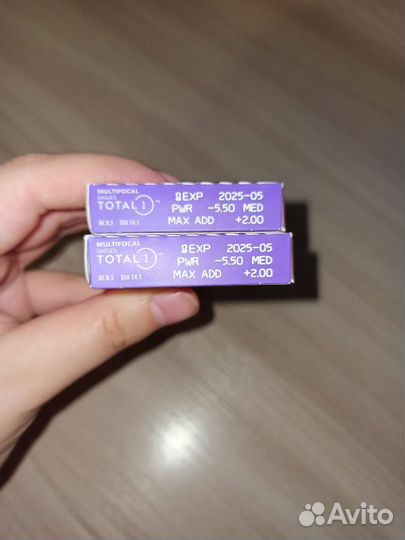 MULTIFOCAL
DAILIES
TOTAL 1™
BC 8.5 DIA 14.1
EXP 2025-05
PWR -5.50 MED
MAX ADD +2.00
MULTIFOCAL
DAILIES
TOTAL 1™
BC 8.5 DIA 14.1
EXP 2025-05
PWR -5.50 MED
MAX ADD +2.00
Avito